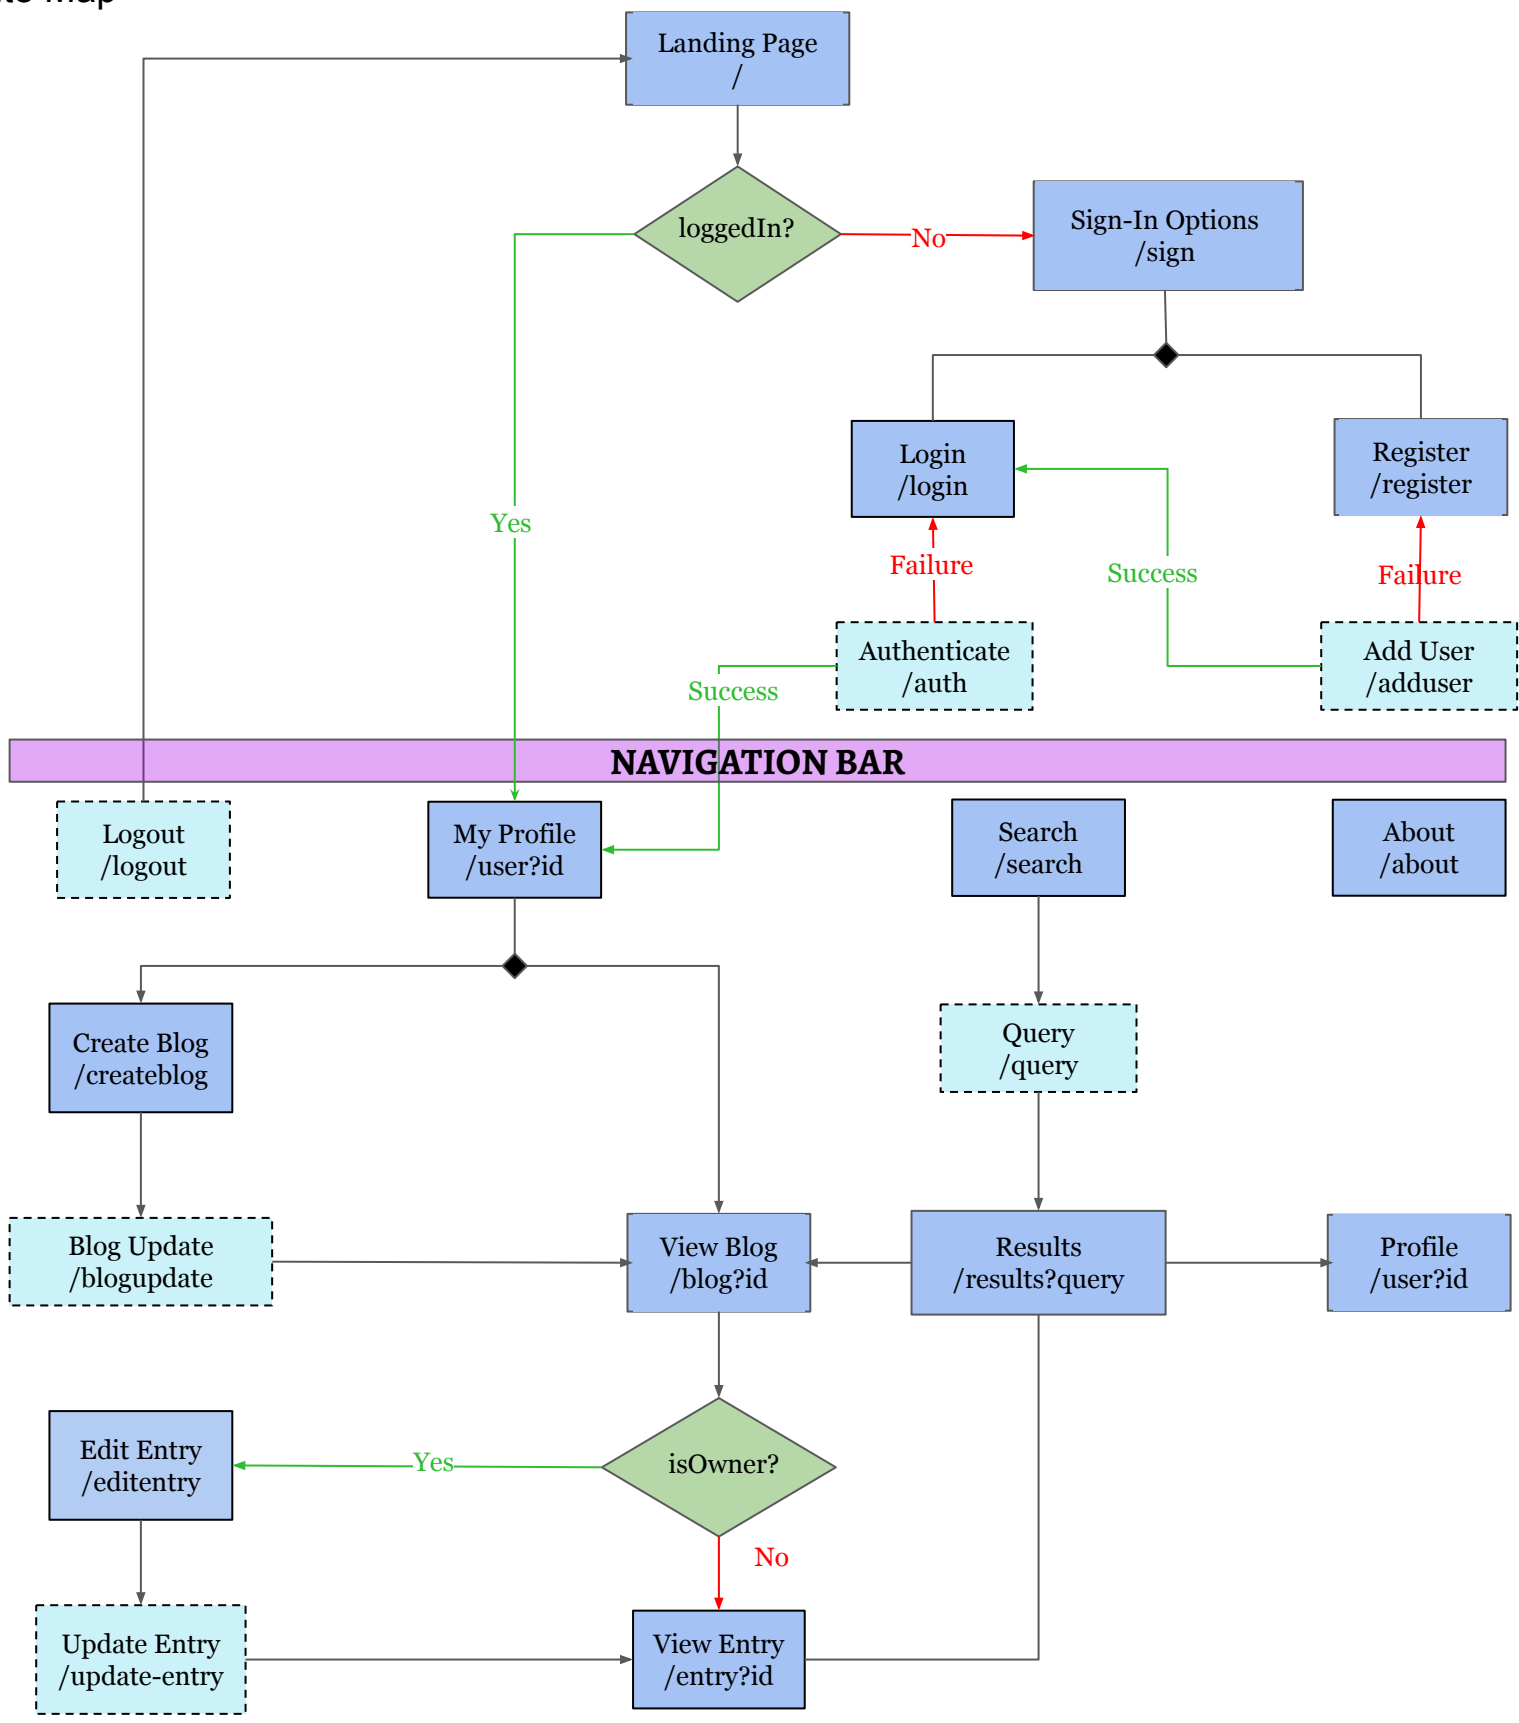 Landing Page
/
loggedIn?
No
Sign-In Options
/sign
Login
/login
Register
/register
Yes
Failure
Success
Failure
Authenticate
/auth
Add User
/adduser
Success
NAVIGATION BAR
Logout
/logout
My Profile
/user?id
Search
/search
About
/about
Create Blog
/createblog
Query
/query
Blog Update
/blogupdate
View Blog
/blog?id
Results
/results?query
Profile
/user?id
Edit Entry
/editentry
Yes
isOwner?
No
Update Entry
/update-entry
View Entry
/entry?id